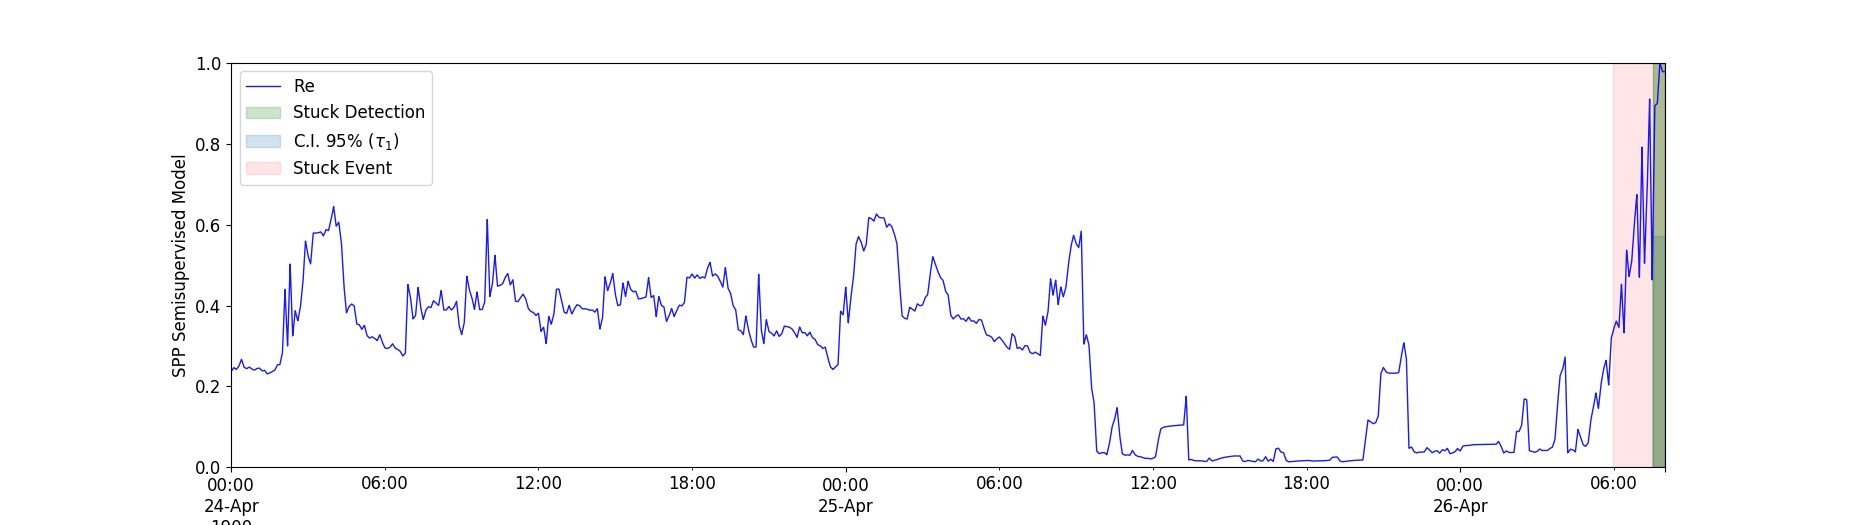 1.0
0.8
0.6
0.4
0.2
0.0
SPP Semisupervised Model
Re
Stuck Detection
C.I. 95% (τ₁)
Stuck Event
00:00 06:00 12:00 18:00 00:00 06:00 12:00 18:00 00:00 06:00
24-Apr 25-Apr 26-Apr
1900